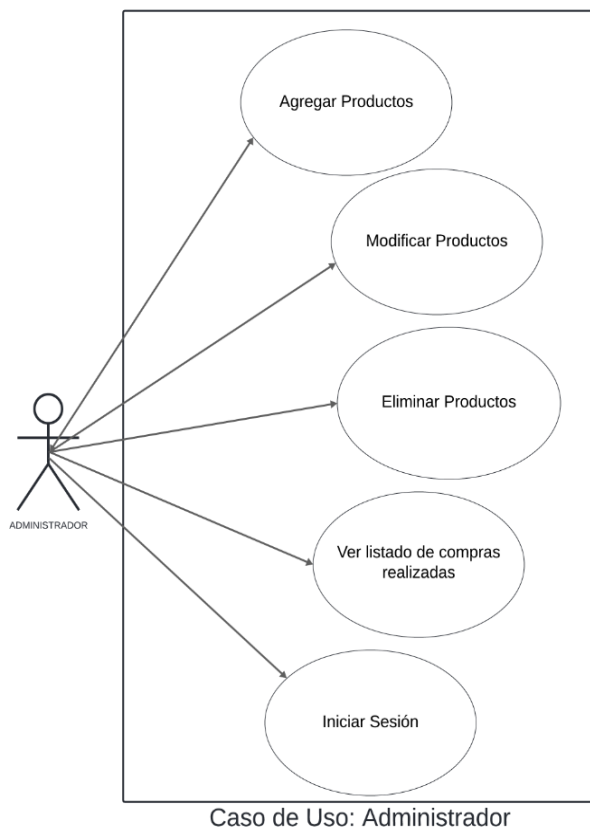 Agregar Productos
Modificar Productos
Eliminar Productos
ADMINISTRADOR
Ver listado de compras
realizadas
Iniciar Sesión
Caso de Uso: Administrador